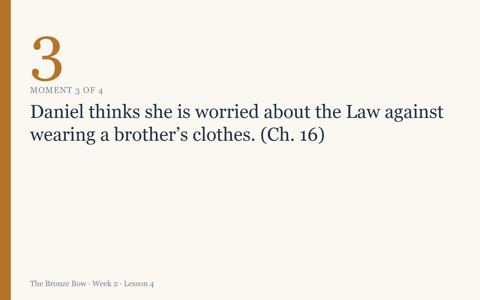 3
MOMENT 3 OF 4
Daniel thinks she is worried about the Law against
wearing a brother’s clothes. (Ch. 16)
The Bronze Bow · Week 2 · Lesson 4